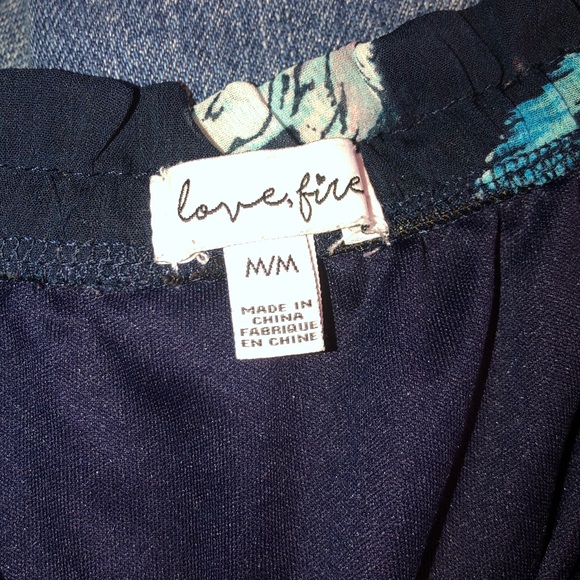 love, fire
M/M
MADE IN
CHINA
FABRIQUE
EN CHINE